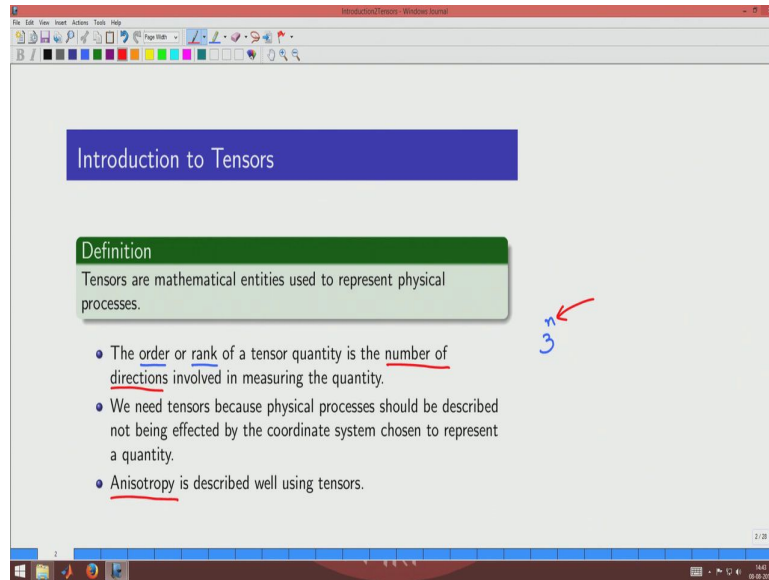 Introduction2Tensors - Windows Journal
File Edit View Insert Actions Tools Help
Page Width
B I
Introduction to Tensors
Definition
Tensors are mathematical entities used to represent physical
processes.
The order or rank of a tensor quantity is the number of
directions involved in measuring the quantity.
We need tensors because physical processes should be described
not being effected by the coordinate system chosen to represent
a quantity.
Anisotropy is described well using tensors.
n
3
2 / 28
2
14:43